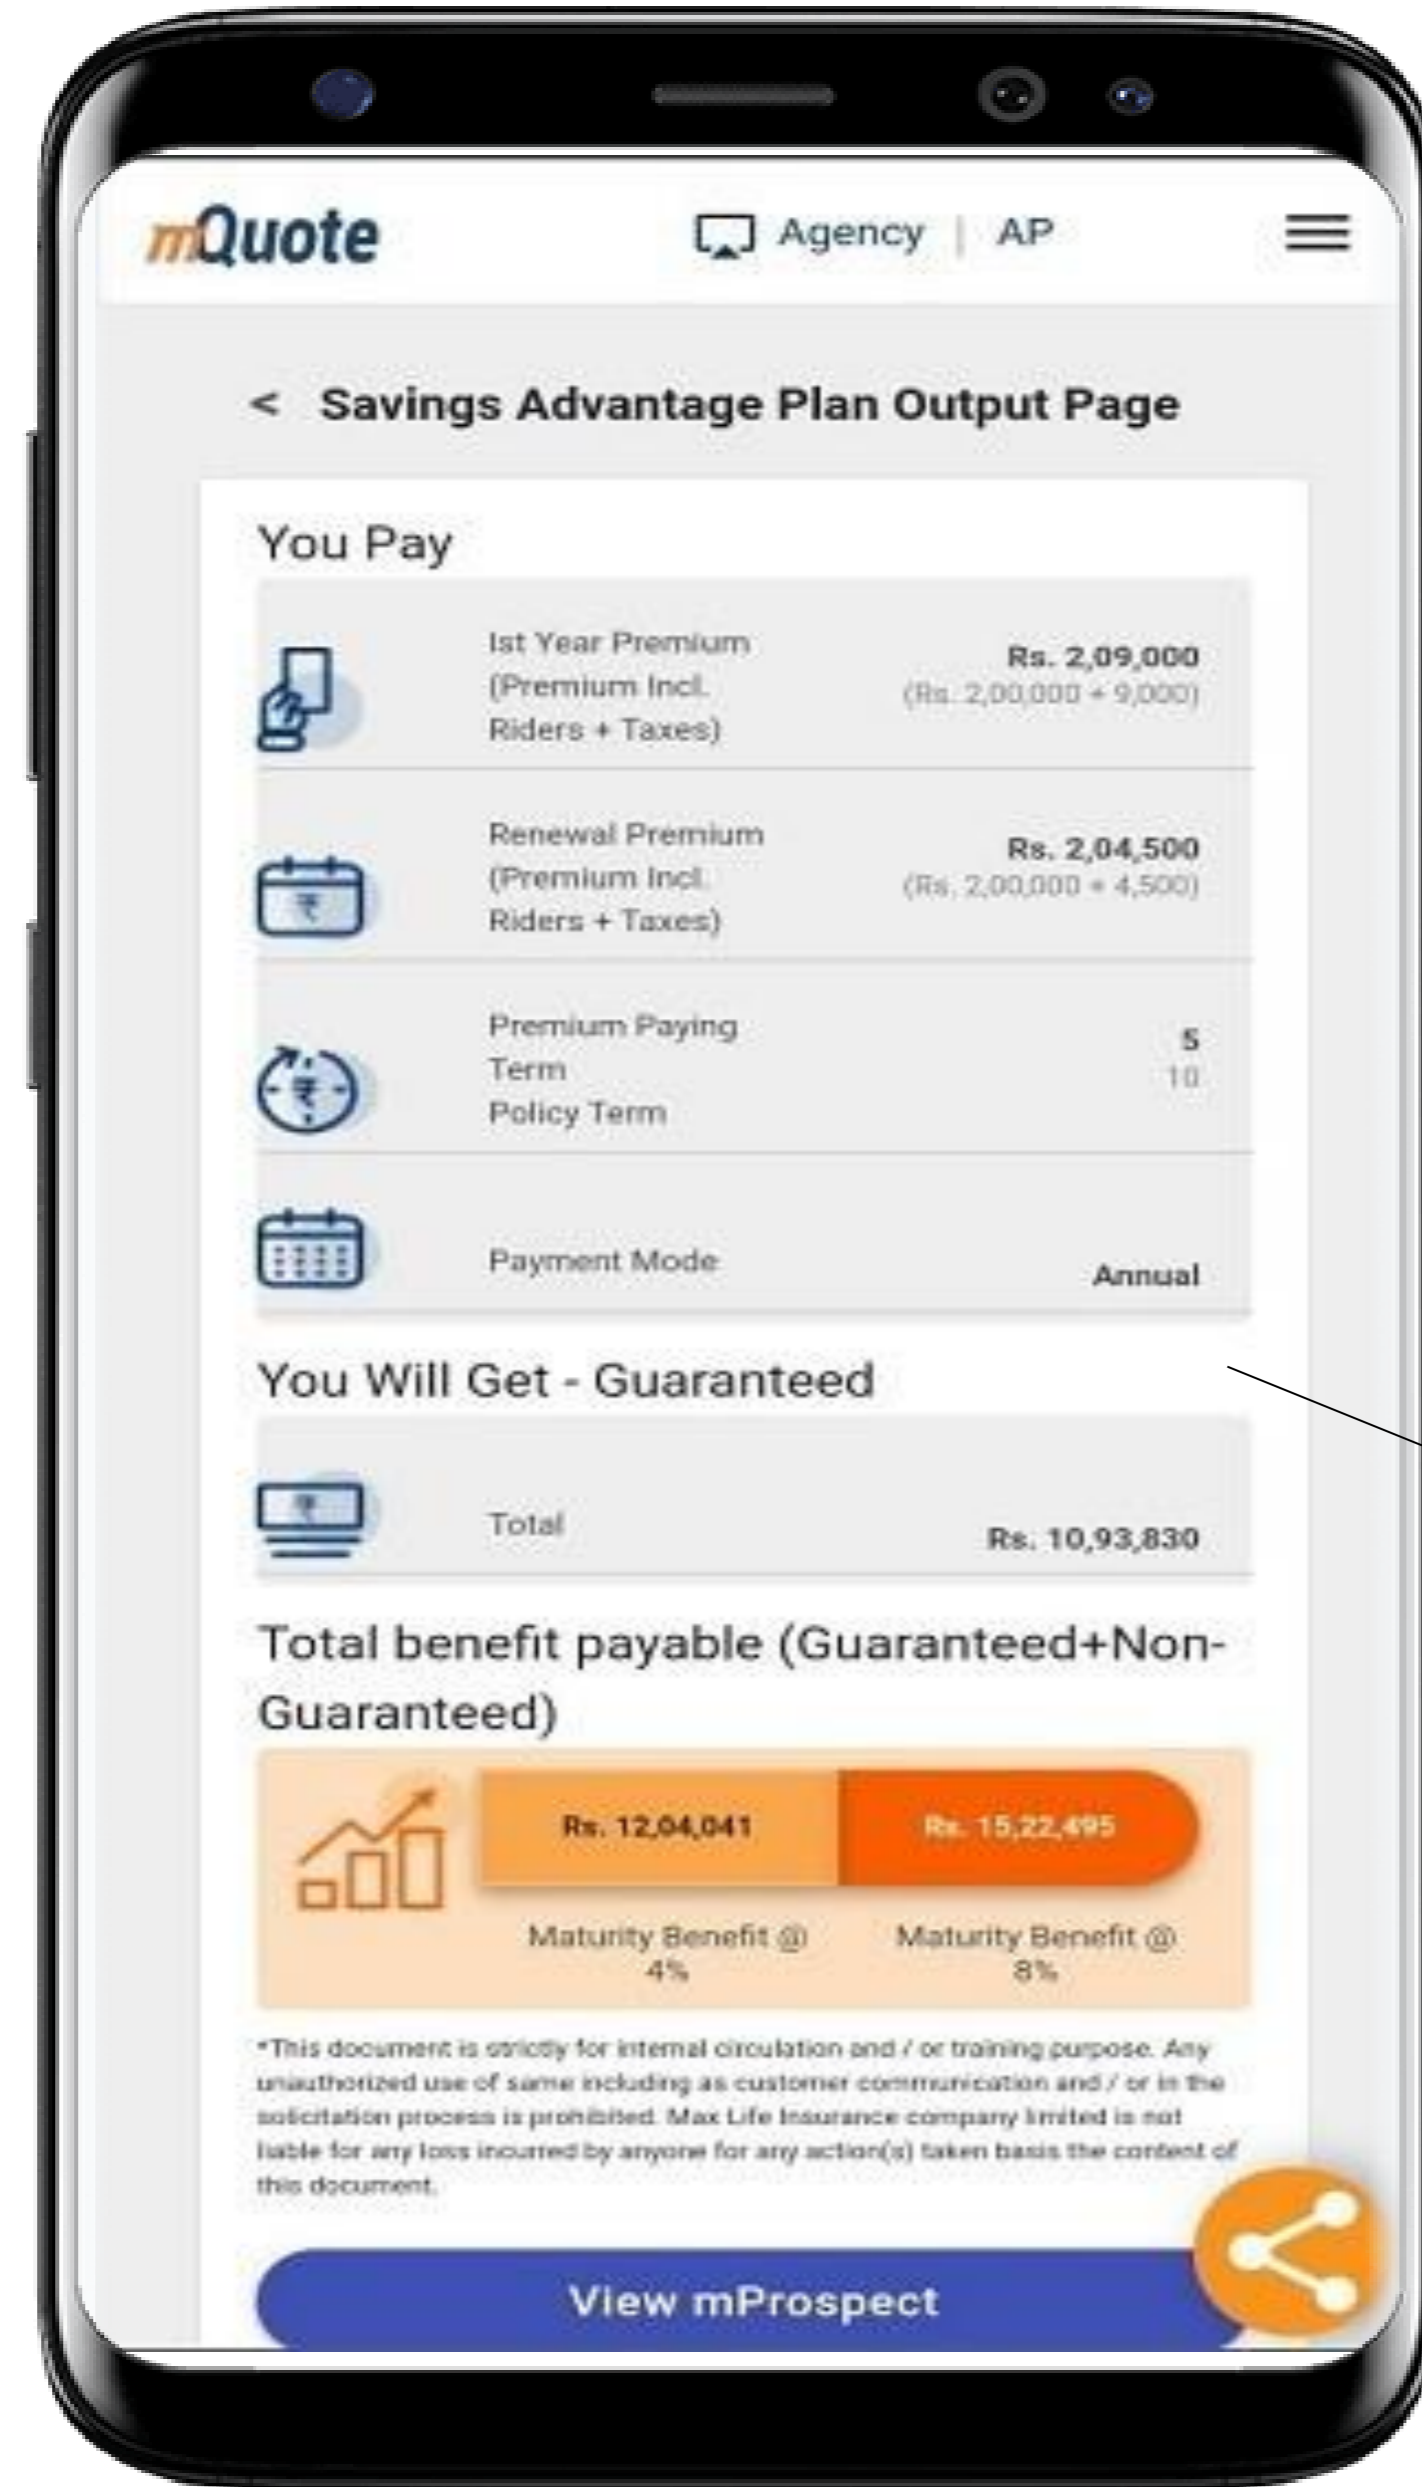 mQuote
Agency | AP
< Savings Advantage Plan Output Page
You Pay
Ist Year Premium
(Premium Incl.
Riders + Taxes)
Rs. 2,09,000
(Rs. 2,00,000 + 9,000)
Renewal Premium
(Premium Incl.
Riders + Taxes)
Rs. 2,04,500
(Rs. 2,00,000 + 4,500)
Premium Paying
Term
Policy Term
5
10
Payment Mode
Annual
You Will Get - Guaranteed
Total
Rs. 10,93,830
Total benefit payable (Guaranteed+Non-
Guaranteed)
Rs. 12,04,041
Rs. 15,22,495
Maturity Benefit @
4%
Maturity Benefit @
8%
*This document is strictly for internal circulation and / or training purpose. Any
unauthorized use of same including as customer communication and / or in the
solicitation process is prohibited. Max Life Insurance company limited is not
liable for any loss incurred by anyone for any action(s) taken basis the content of
this document.
View mProspect